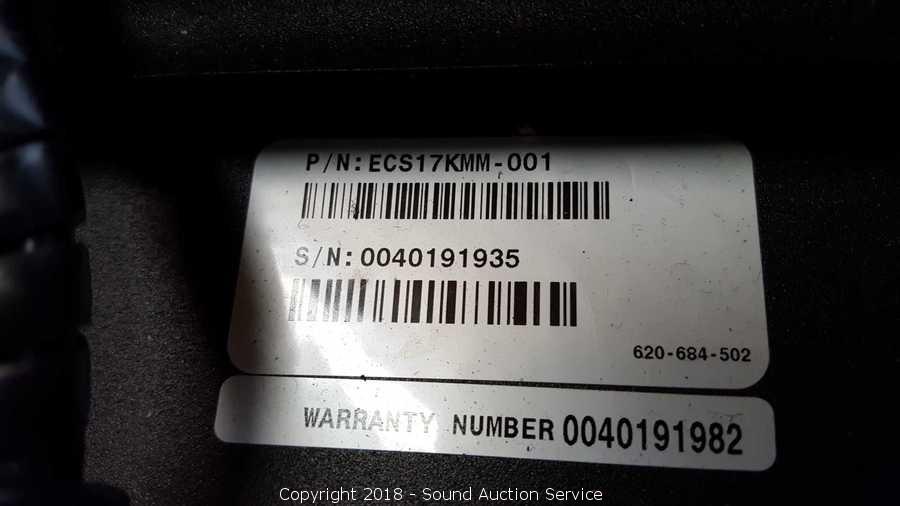 P/N:ECS17KMM-001
S/N:0040191935
620-684-502
WARRANTY NUMBER 0040191982
Copyright 2018 - Sound Auction Service